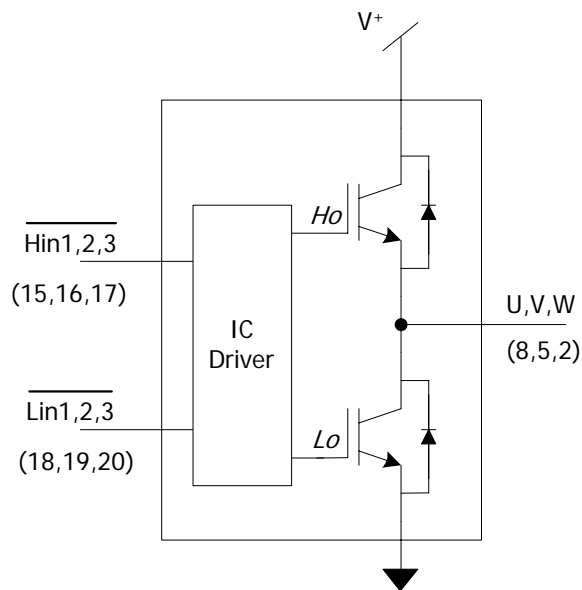 V⁺
Ho
Hin1,2,3
(15,16,17)
U,V,W
(8,5,2)
IC
Driver
Lin1,2,3
(18,19,20)
Lo